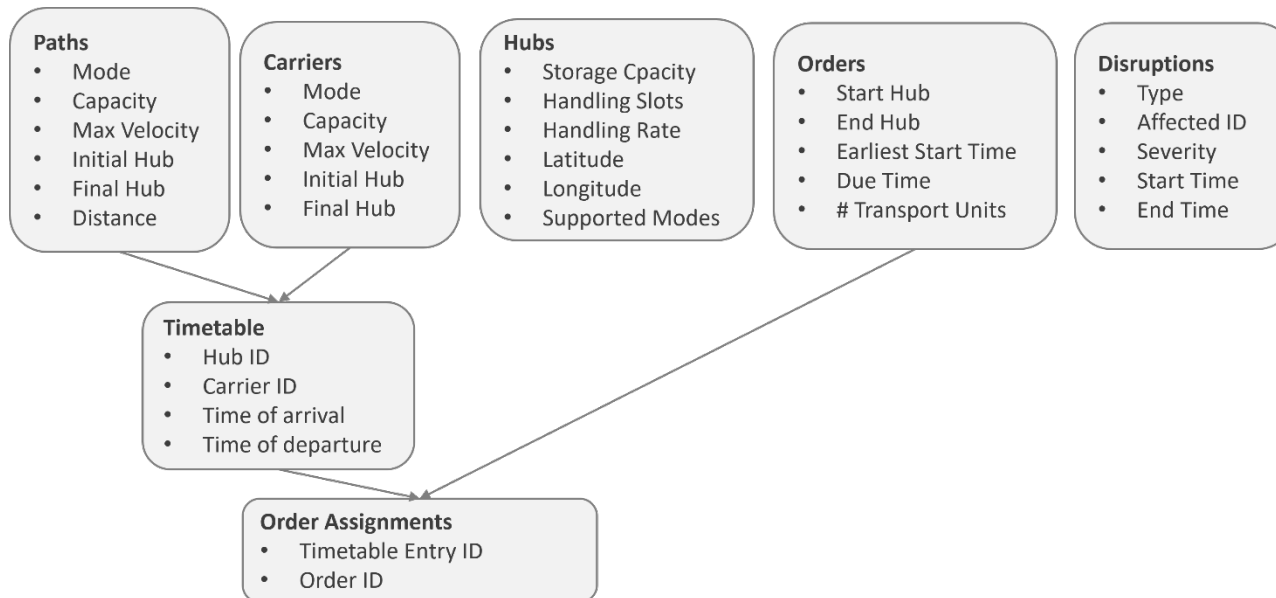 Paths
• Mode
• Capacity
• Max Velocity
• Initial Hub
• Final Hub
• Distance
Carriers
• Mode
• Capacity
• Max Velocity
• Initial Hub
• Final Hub
Hubs
• Storage Cpacity
• Handling Slots
• Handling Rate
• Latitude
• Longitude
• Supported Modes
Orders
• Start Hub
• End Hub
• Earliest Start Time
• Due Time
• # Transport Units
Disruptions
• Type
• Affected ID
• Severity
• Start Time
• End Time
Timetable
• Hub ID
• Carrier ID
• Time of arrival
• Time of departure
Order Assignments
• Timetable Entry ID
• Order ID